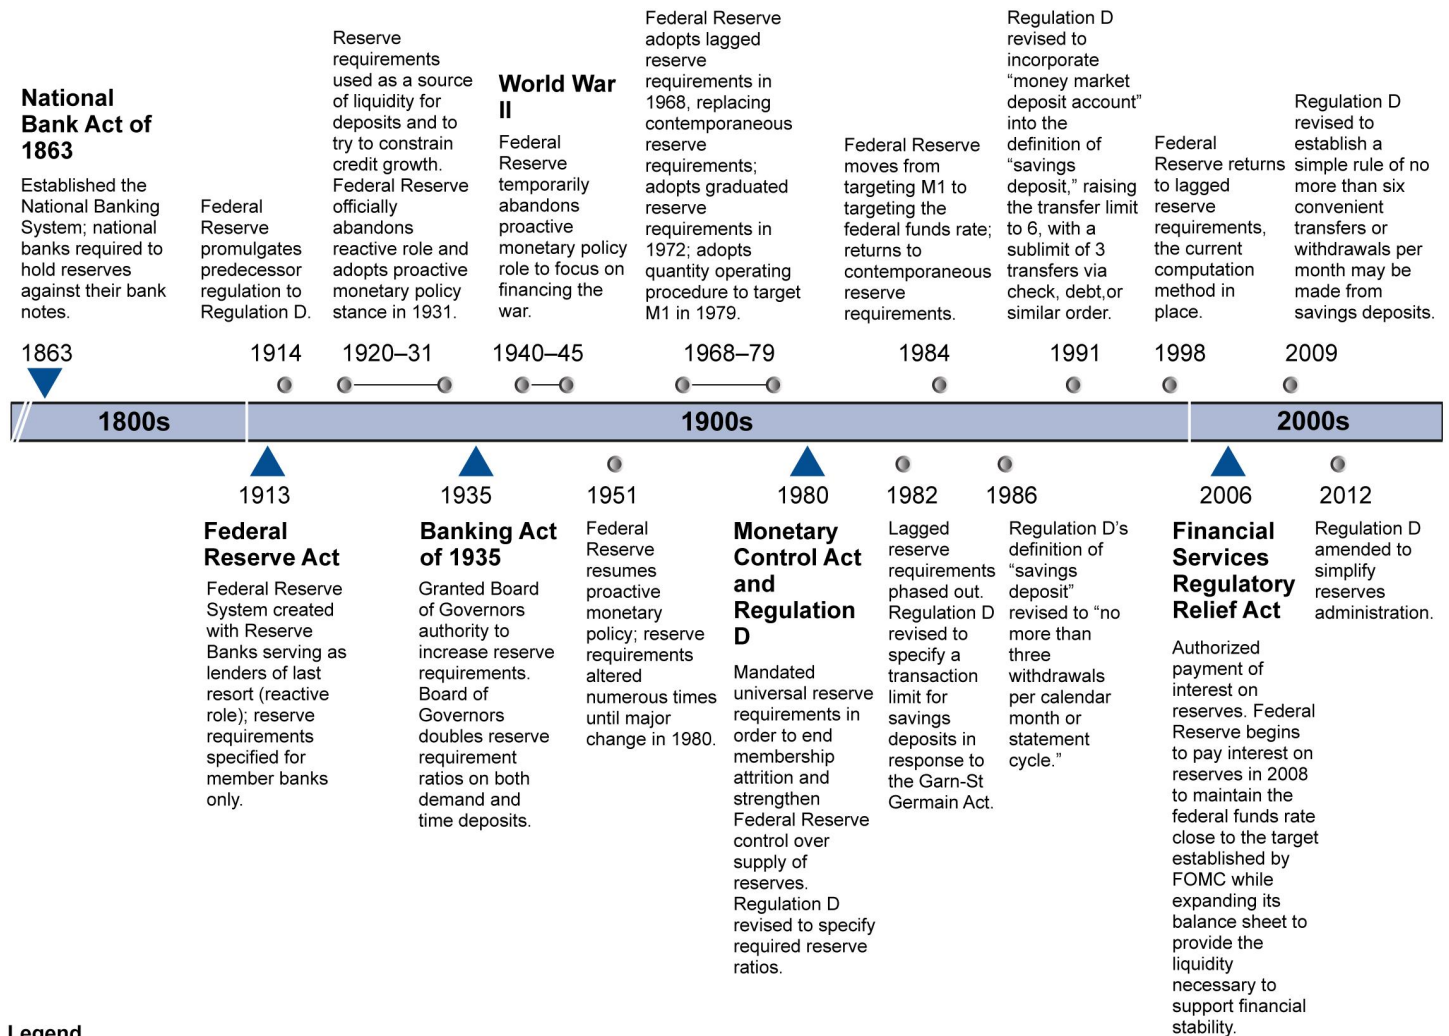 National
Bank Act of
1863
Established the
National Banking
System; national
banks required to
hold reserves
against their bank
notes.
Federal
Reserve
promulgates
predecessor
regulation to
Regulation D.
Reserve
requirements
used as a source
of liquidity for
deposits and to
try to constrain
credit growth.
Federal Reserve
officially
abandons
reactive role and
adopts proactive
monetary policy
stance in 1931.
World War
II
Federal
Reserve
temporarily
abandons
proactive
monetary policy
role to focus on
financing the
war.
Federal Reserve
adopts lagged
reserve
requirements in
1968, replacing
contemporaneous
reserve
requirements;
adopts graduated
reserve
requirements in
1972; adopts
quantity operating
procedure to target
M1 in 1979.
Federal Reserve
moves from
targeting M1 to
targeting the
federal funds rate;
returns to
contemporaneous
reserve
requirements.
Regulation D
revised to
incorporate
“money market
deposit account”
into the
definition of
“savings
deposit,” raising
the transfer limit
to 6, with a
sublimit of 3
transfers via
check, debt,or
similar order.
Federal
Reserve returns
to lagged
reserve
requirements,
the current
computation
method in
place.
Regulation D
revised to
establish a
simple rule of no
more than six
convenient
transfers or
withdrawals per
month may be
made from
savings deposits.
1863
1914
1920–31
1940–45
1968–79
1984
1991
1998
2009
1800s
1900s
2000s
1913
1935
1951
1980
1982
1986
2006
2012
Federal
Reserve Act
Federal Reserve
System created
with Reserve
Banks serving as
lenders of last
resort (reactive
role); reserve
requirements
specified for
member banks
only.
Banking Act
of 1935
Granted Board
of Governors
authority to
increase reserve
requirements.
Board of
Governors
doubles reserve
requirement
ratios on both
demand and
time deposits.
Federal
Reserve
resumes
proactive
monetary
policy; reserve
requirements
altered
numerous times
until major
change in 1980.
Monetary
Control Act
and
Regulation
D
Mandated
universal reserve
requirements in
order to end
membership
attrition and
strengthen
Federal Reserve
control over
supply of
reserves.
Regulation D
revised to specify
required reserve
ratios.
Lagged
reserve
requirements
phased out.
Regulation D
revised to
specify a
transaction
limit for
savings
deposits in
response to
the Garn-St
Germain Act.
Regulation D’s
definition of
“savings
deposit”
revised to “no
more than
three
withdrawals
per calendar
month or
statement
cycle.”
Financial
Services
Regulatory
Relief Act
Authorized
payment of
interest on
reserves. Federal
Reserve begins
to pay interest on
reserves in 2008
to maintain the
federal funds rate
close to the target
established by
FOMC while
expanding its
balance sheet to
provide the
liquidity
necessary to
support financial
stability.
Regulation D
amended to
simplify
reserves
administration.
Legend